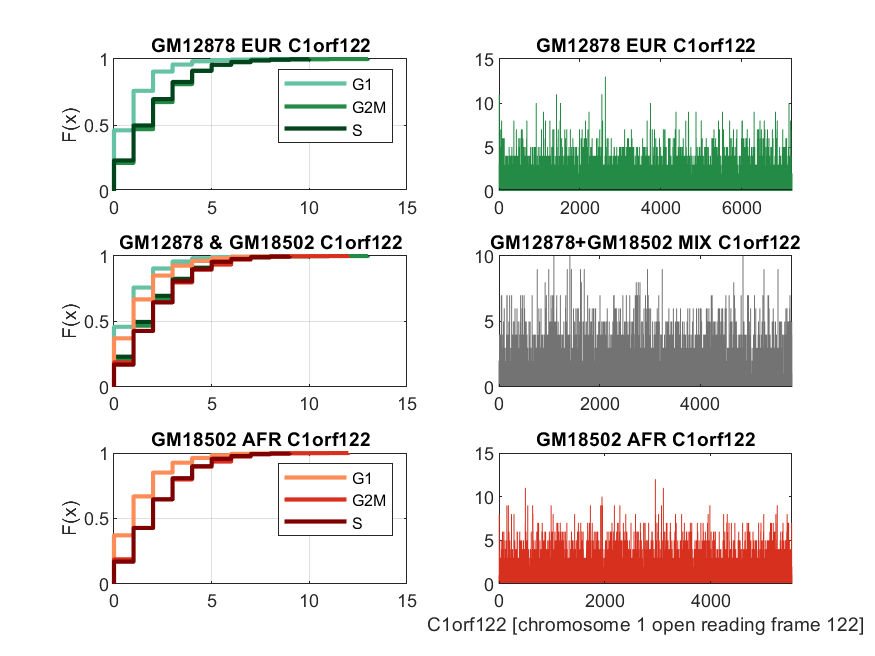 GM12878 EUR C1orf122
1
0.5
0
F(x)
0 5 10 15
G1
G2M
S
GM12878 EUR C1orf122
15
10
5
0
0 2000 4000 6000
GM12878 & GM18502 C1orf122
1
0.5
0
F(x)
0 5 10 15
GM12878+GM18502 MIX C1orf122
10
5
0
0 2000 4000
GM18502 AFR C1orf122
1
0.5
0
F(x)
0 5 10 15
G1
G2M
S
GM18502 AFR C1orf122
15
10
5
0
0 2000 4000
C1orf122 [chromosome 1 open reading frame 122]